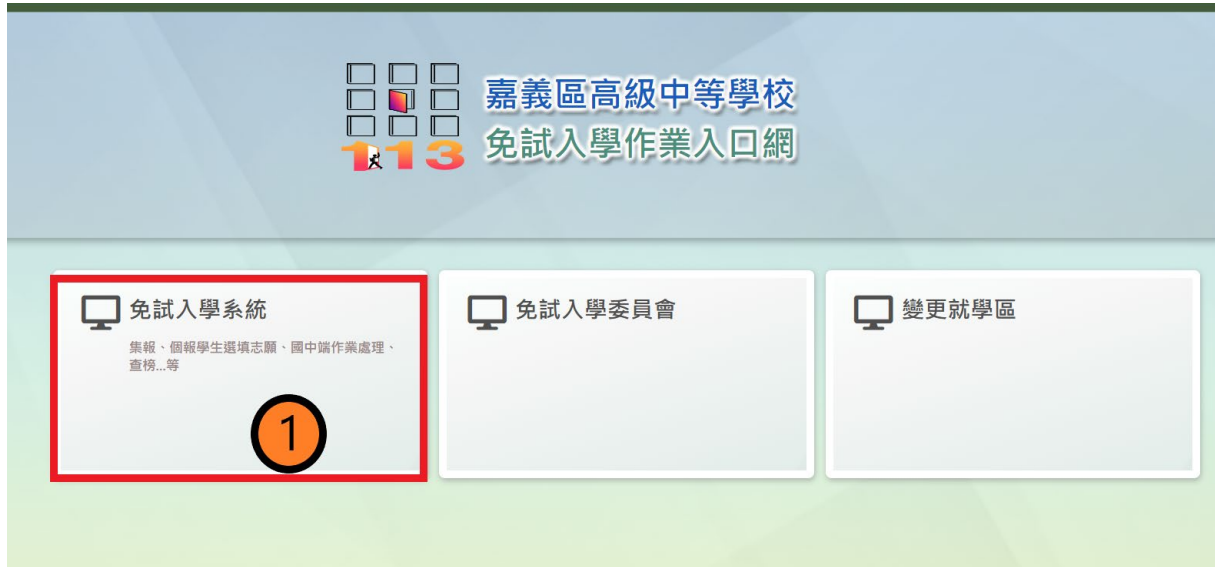 嘉義區高級中等學校
113
免試入學作業入口網
免試入學系統
集報、個報學生選填志願、國中端作業處理、
查榜...等
1
免試入學委員會
變更就學區